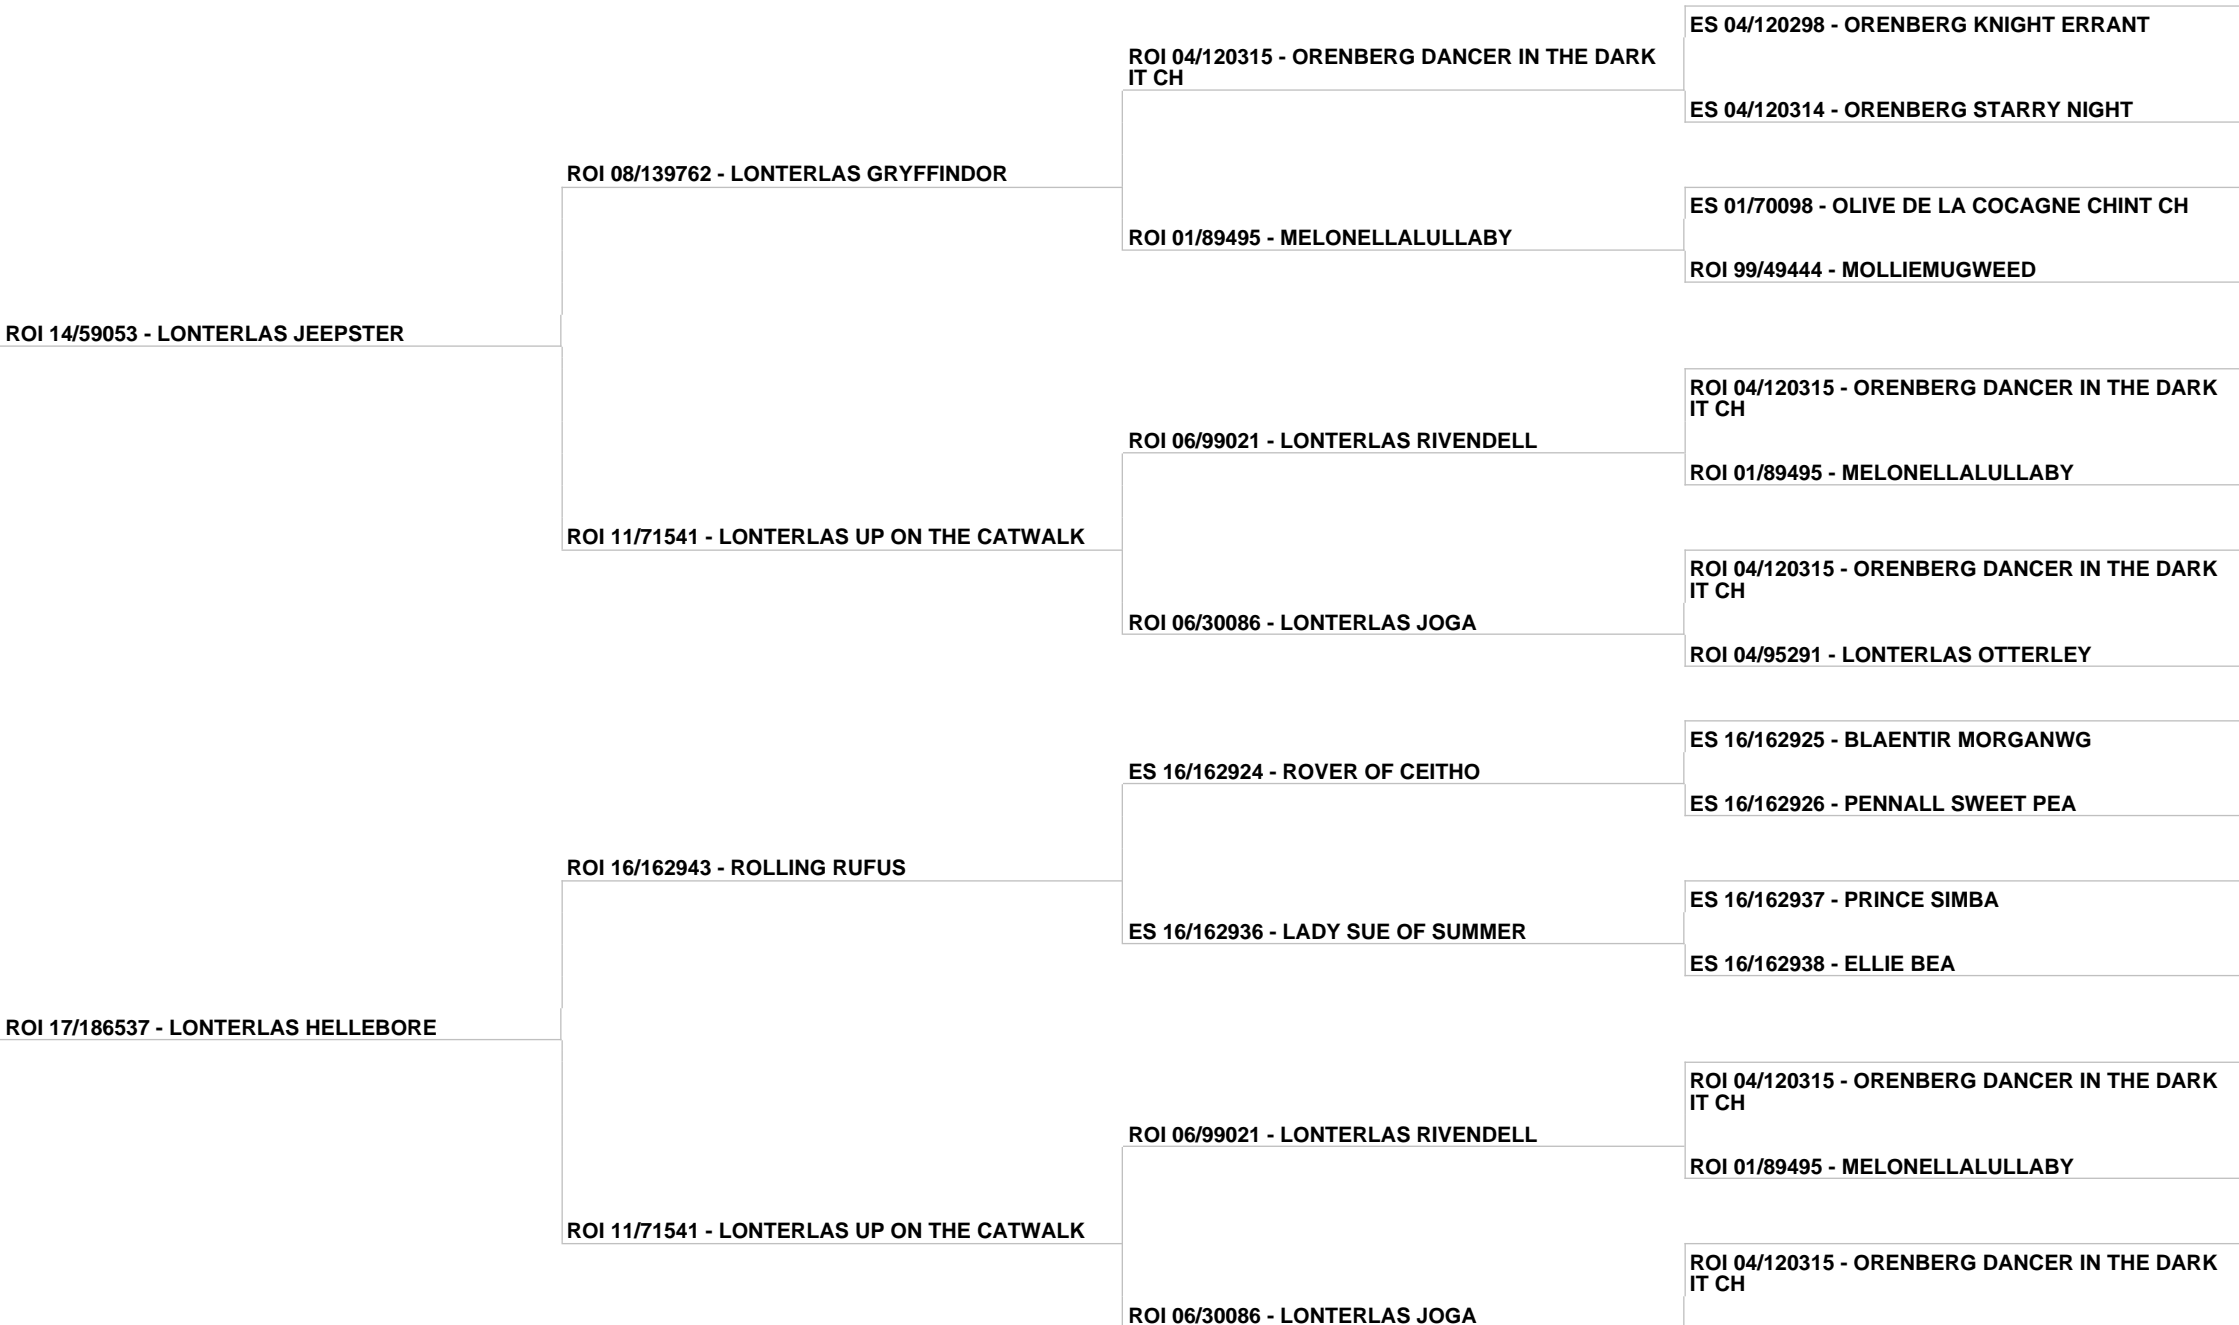 ES 04/120298 - ORENBERG KNIGHT ERRANT
ROI 04/120315 - ORENBERG DANCER IN THE DARK
IT CH
ES 04/120314 - ORENBERG STARRY NIGHT
ROI 08/139762 - LONTERLAS GRYFFINDOR
ES 01/70098 - OLIVE DE LA COCAGNE CHINT CH
ROI 01/89495 - MELONELLALULLABY
ROI 99/49444 - MOLLIEMUGWEED
ROI 14/59053 - LONTERLAS JEEPSTER
ROI 04/120315 - ORENBERG DANCER IN THE DARK
IT CH
ROI 06/99021 - LONTERLAS RIVENDELL
ROI 01/89495 - MELONELLALULLABY
ROI 11/71541 - LONTERLAS UP ON THE CATWALK
ROI 04/120315 - ORENBERG DANCER IN THE DARK
IT CH
ROI 06/30086 - LONTERLAS JOGA
ROI 04/95291 - LONTERLAS OTTERLEY
ES 16/162925 - BLAENTIR MORGANWG
ES 16/162924 - ROVER OF CEITHO
ES 16/162926 - PENNALL SWEET PEA
ROI 16/162943 - ROLLING RUFUS
ES 16/162937 - PRINCE SIMBA
ES 16/162936 - LADY SUE OF SUMMER
ES 16/162938 - ELLIE BEA
ROI 17/186537 - LONTERLAS HELLEBORE
ROI 04/120315 - ORENBERG DANCER IN THE DARK
IT CH
ROI 06/99021 - LONTERLAS RIVENDELL
ROI 01/89495 - MELONELLALULLABY
ROI 11/71541 - LONTERLAS UP ON THE CATWALK
ROI 04/120315 - ORENBERG DANCER IN THE DARK
IT CH
ROI 06/30086 - LONTERLAS JOGA